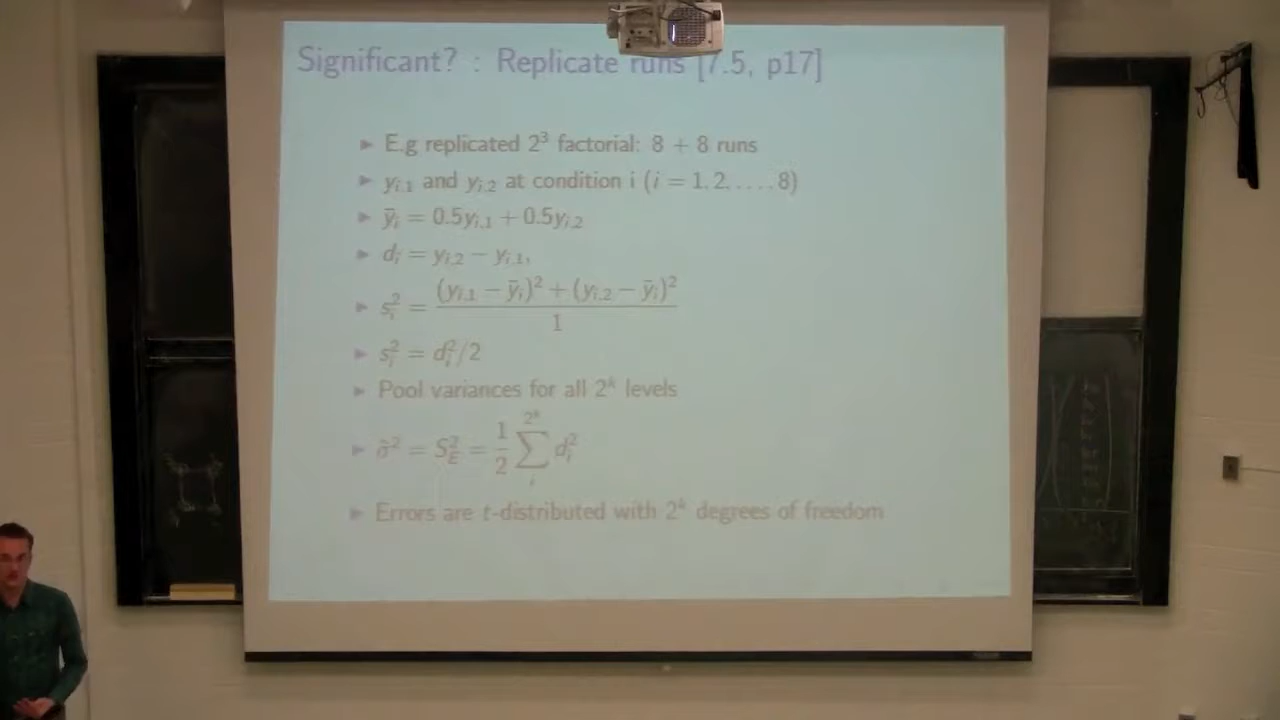 Significant? : Replicate runs [7.5, p17]
► E.g replicated 2³ factorial: 8 + 8 runs
► y_{i,1} and y_{i,2} at condition i (i = 1, 2, . . . , 8)
► ȳ_i = 0.5y_{i,1} + 0.5y_{i,2}
► d_i = y_{i,2} − y_{i,1},
► s_i² = ((y_{i,1} − ȳ_i)² + (y_{i,2} − ȳ_i)²) / 1
► s_i² = d_i²/2
► Pool variances for all 2^k levels
► σ̂² = S_E² = 1/2 ∑_i^{2^k} d_i²
► Errors are t-distributed with 2^k degrees of freedom